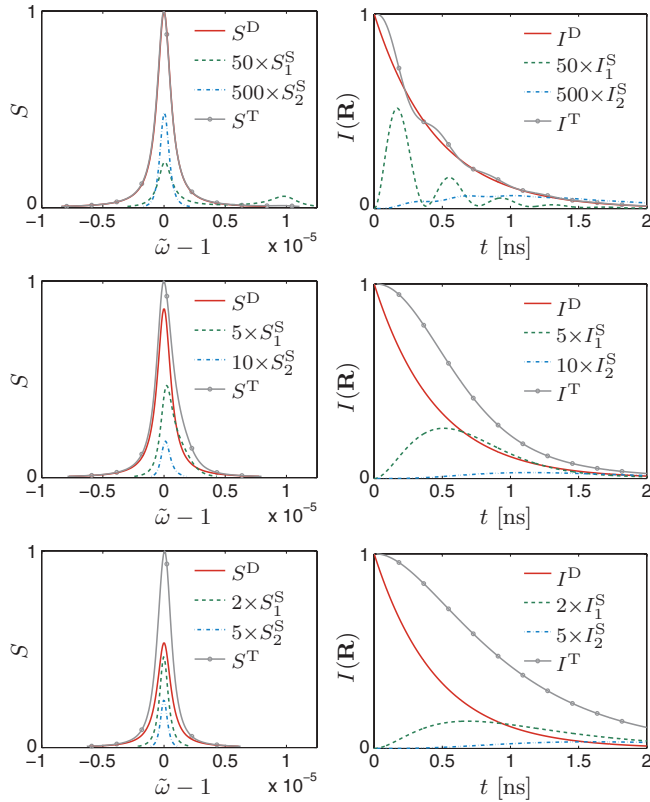 1
S
0
S^D
50×S_1^S
500×S_2^S
S^T
−1 −0.5 0 0.5 1
x 10^−5
ω̃ − 1
1
I(R)
0
I^D
50×I_1^S
500×I_2^S
I^T
0 0.5 1 1.5 2
t [ns]
1
S
0
S^D
5×S_1^S
10×S_2^S
S^T
−1 −0.5 0 0.5 1
x 10^−5
ω̃ − 1
1
I(R)
0
I^D
5×I_1^S
10×I_2^S
I^T
0 0.5 1 1.5 2
t [ns]
1
S
0
S^D
2×S_1^S
5×S_2^S
S^T
−1 −0.5 0 0.5 1
x 10^−5
ω̃ − 1
1
I(R)
0
I^D
2×I_1^S
5×I_2^S
I^T
0 0.5 1 1.5 2
t [ns]